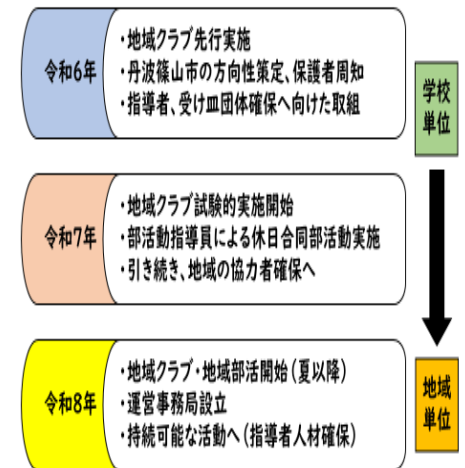 令和6年
・地域クラブ先行実施
・丹波篠山市の方向性策定、保護者周知
・指導者、受け皿団体確保へ向けた取組
学校
単位
令和7年
・地域クラブ試験的実施開始
・部活動指導員による休日合同部活動実施
・引き続き、地域の協力者確保へ
令和8年
・地域クラブ・地域部活開始(夏以降)
・運営事務局設立
・持続可能な活動へ(指導者人材確保)
地域
単位